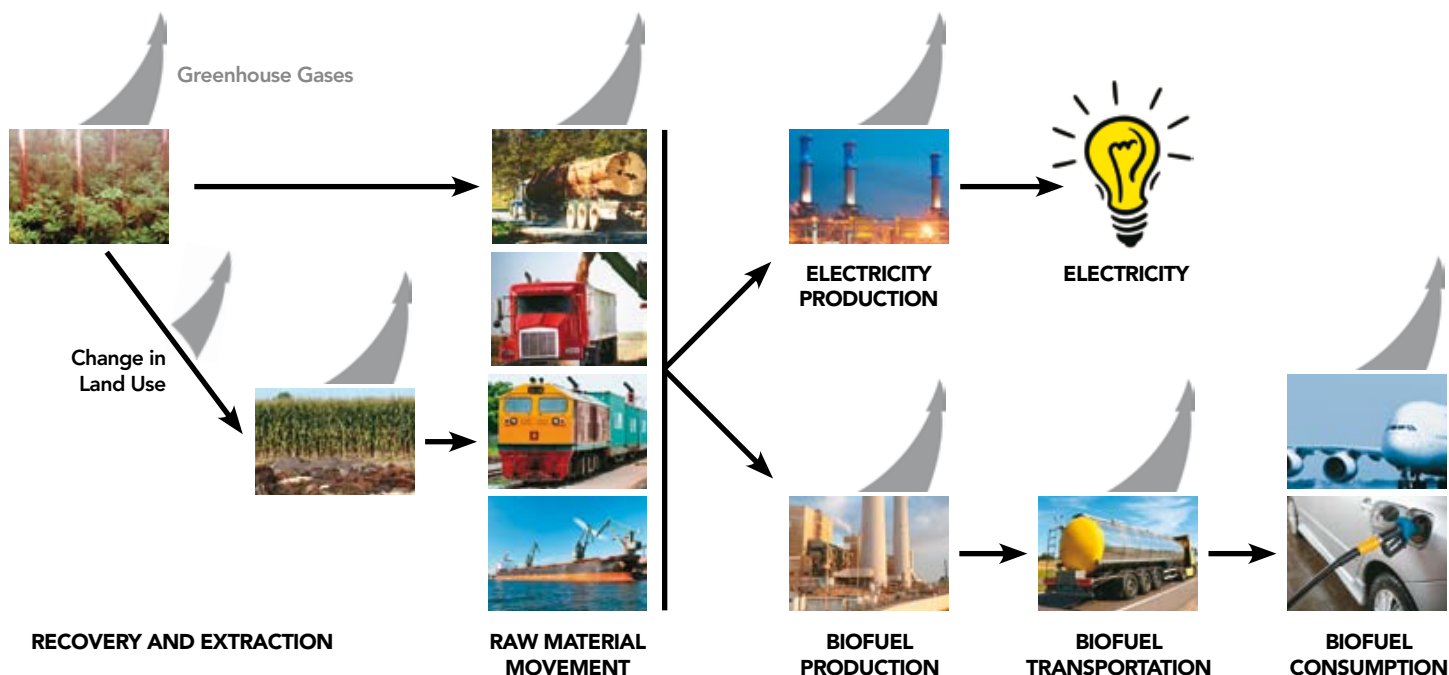 Greenhouse Gases
ELECTRICITY
PRODUCTION
ELECTRICITY
Change in
Land Use
RECOVERY AND EXTRACTION
RAW MATERIAL
MOVEMENT
BIOFUEL
PRODUCTION
BIOFUEL
TRANSPORTATION
BIOFUEL
CONSUMPTION